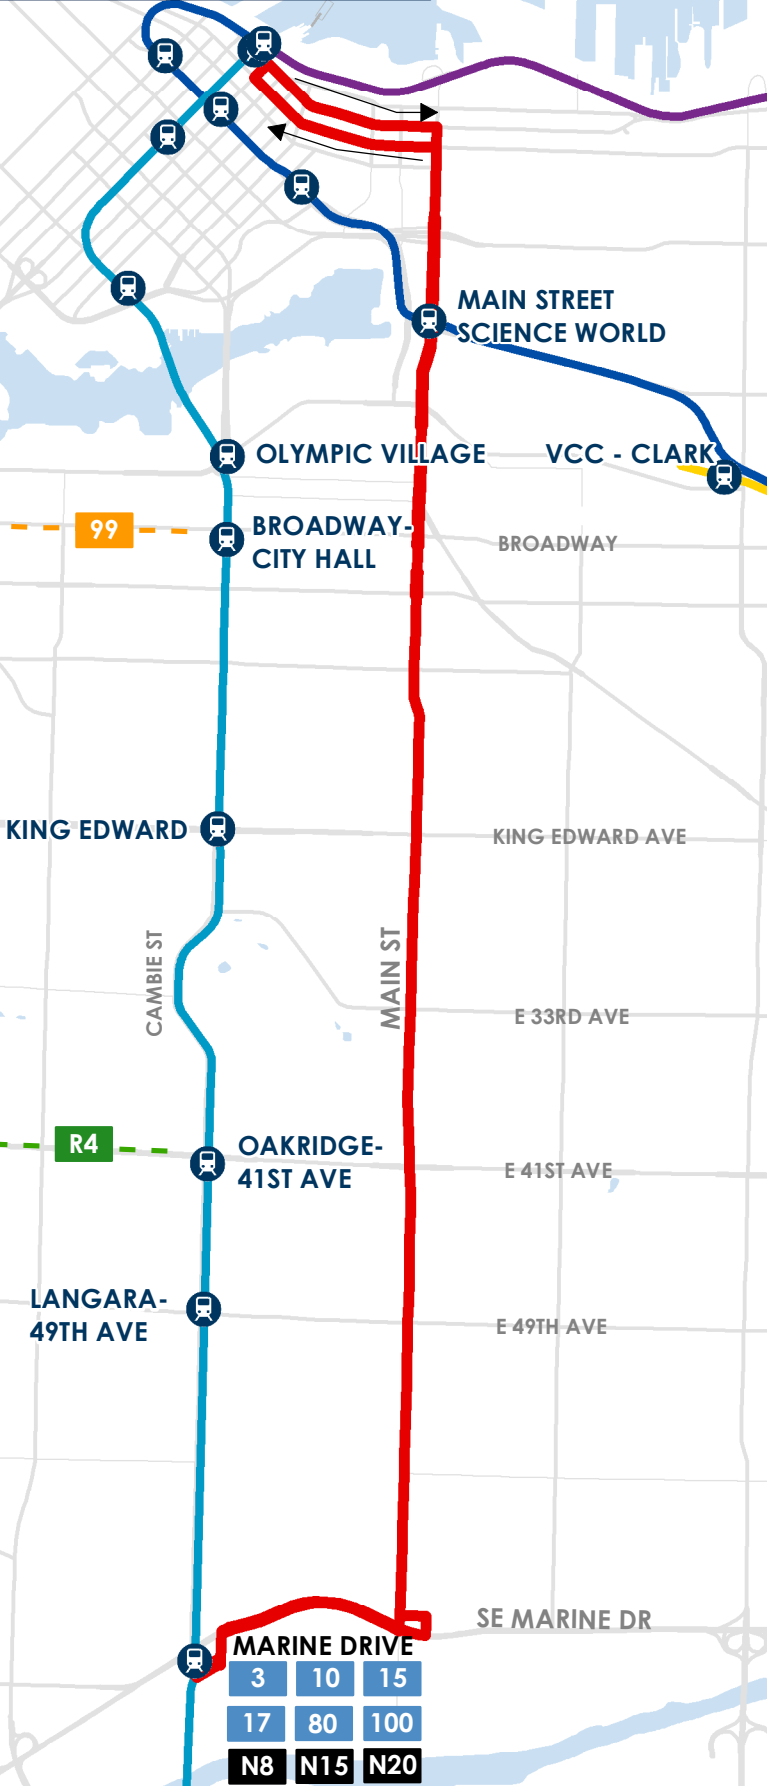 MAIN STREET
SCIENCE WORLD
OLYMPIC VILLAGE
VCC - CLARK
99
BROADWAY-
CITY HALL
BROADWAY
KING EDWARD
KING EDWARD AVE
CAMBIE ST
MAIN ST
E 33RD AVE
R4
OAKRIDGE-
41ST AVE
E 41ST AVE
LANGARA-
49TH AVE
E 49TH AVE
SE MARINE DR
MARINE DRIVE
3 10 15
17 80 100
N8 N15 N20